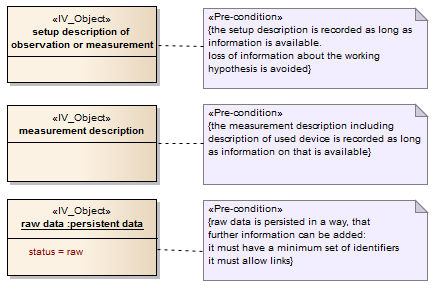 «IV_Object»
setup description of
observation or measurement
«Pre-condition»
{the setup description is recorded as long as
information is available.
loss of information about the working
hypothesis is avoided}
«IV_Object»
measurement description
«Pre-condition»
{the measurement description including
description of used device is recorded as long
as information on that is available}
«IV_Object»
raw data :persistent data
status = raw
«Pre-condition»
{raw data is persisted in a way, that
further information can be added:
it must have a minimum set of identifiers
it must allow links}